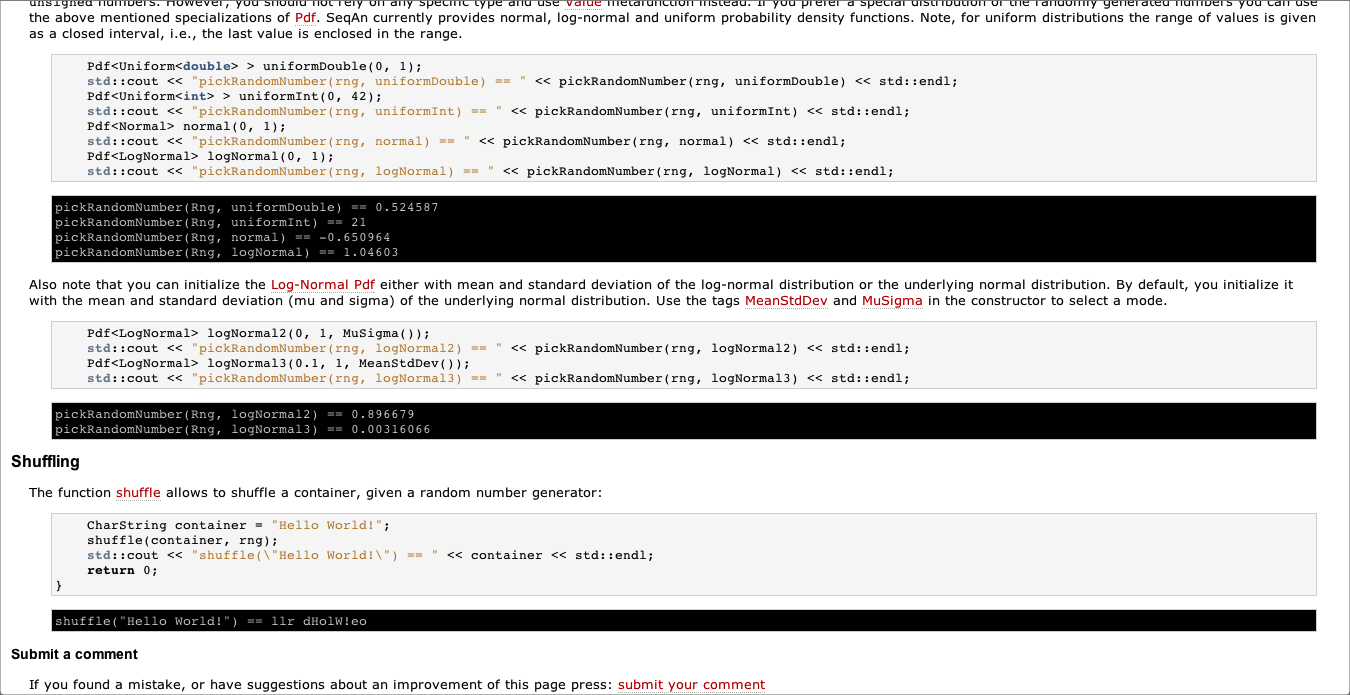 unsigned numbers. However, you should not rely on any specific type and use Value metafunction instead. If you prefer a special distribution of the randomly generated numbers you can use
the above mentioned specializations of Pdf. SeqAn currently provides normal, log-normal and uniform probability density functions. Note, for uniform distributions the range of values is given
as a closed interval, i.e., the last value is enclosed in the range.
Pdf<Uniform<double> > uniformDouble(0, 1);
std::cout << "pickRandomNumber(rng, uniformDouble) == " << pickRandomNumber(rng, uniformDouble) << std::endl;
Pdf<Uniform<int> > uniformInt(0, 42);
std::cout << "pickRandomNumber(rng, uniformInt) == " << pickRandomNumber(rng, uniformInt) << std::endl;
Pdf<Normal> normal(0, 1);
std::cout << "pickRandomNumber(rng, normal) == " << pickRandomNumber(rng, normal) << std::endl;
Pdf<LogNormal> logNormal(0, 1);
std::cout << "pickRandomNumber(rng, logNormal) == " << pickRandomNumber(rng, logNormal) << std::endl;
pickRandomNumber(Rng, uniformDouble) == 0.524587
pickRandomNumber(Rng, uniformInt) == 21
pickRandomNumber(Rng, normal) == -0.650964
pickRandomNumber(Rng, logNormal) == 1.04603
Also note that you can initialize the Log-Normal Pdf either with mean and standard deviation of the log-normal distribution or the underlying normal distribution. By default, you initialize it
with the mean and standard deviation (mu and sigma) of the underlying normal distribution. Use the tags MeanStdDev and MuSigma in the constructor to select a mode.
Pdf<LogNormal> logNormal2(0, 1, MuSigma());
std::cout << "pickRandomNumber(rng, logNormal2) == " << pickRandomNumber(rng, logNormal2) << std::endl;
Pdf<LogNormal> logNormal3(0.1, 1, MeanStdDev());
std::cout << "pickRandomNumber(rng, logNormal3) == " << pickRandomNumber(rng, logNormal3) << std::endl;
pickRandomNumber(Rng, logNormal2) == 0.896679
pickRandomNumber(Rng, logNormal3) == 0.00316066
Shuffling
The function shuffle allows to shuffle a container, given a random number generator:
CharString container = "Hello World!";
shuffle(container, rng);
std::cout << "shuffle(\"Hello World!\") == " << container << std::endl;
return 0;
}
shuffle("Hello World!") == llr dHolW!eo
Submit a comment
If you found a mistake, or have suggestions about an improvement of this page press: submit your comment